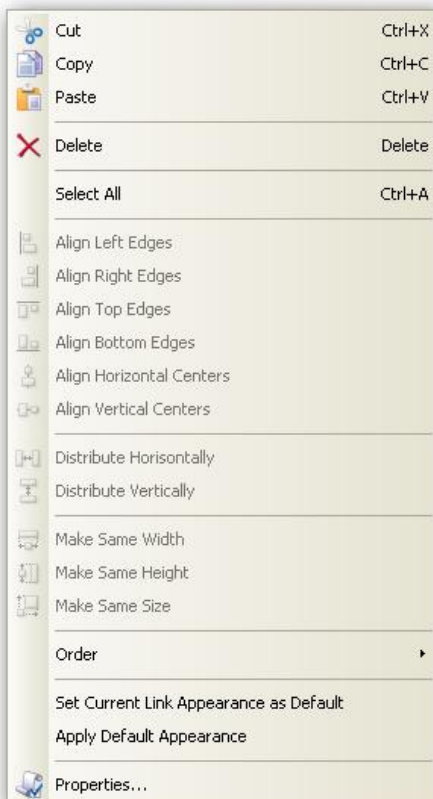 Cut Ctrl+X
Copy Ctrl+C
Paste Ctrl+V
Delete Delete
Select All Ctrl+A
Align Left Edges
Align Right Edges
Align Top Edges
Align Bottom Edges
Align Horizontal Centers
Align Vertical Centers
Distribute Horisontally
Distribute Vertically
Make Same Width
Make Same Height
Make Same Size
Order
Set Current Link Appearance as Default
Apply Default Appearance
Properties...